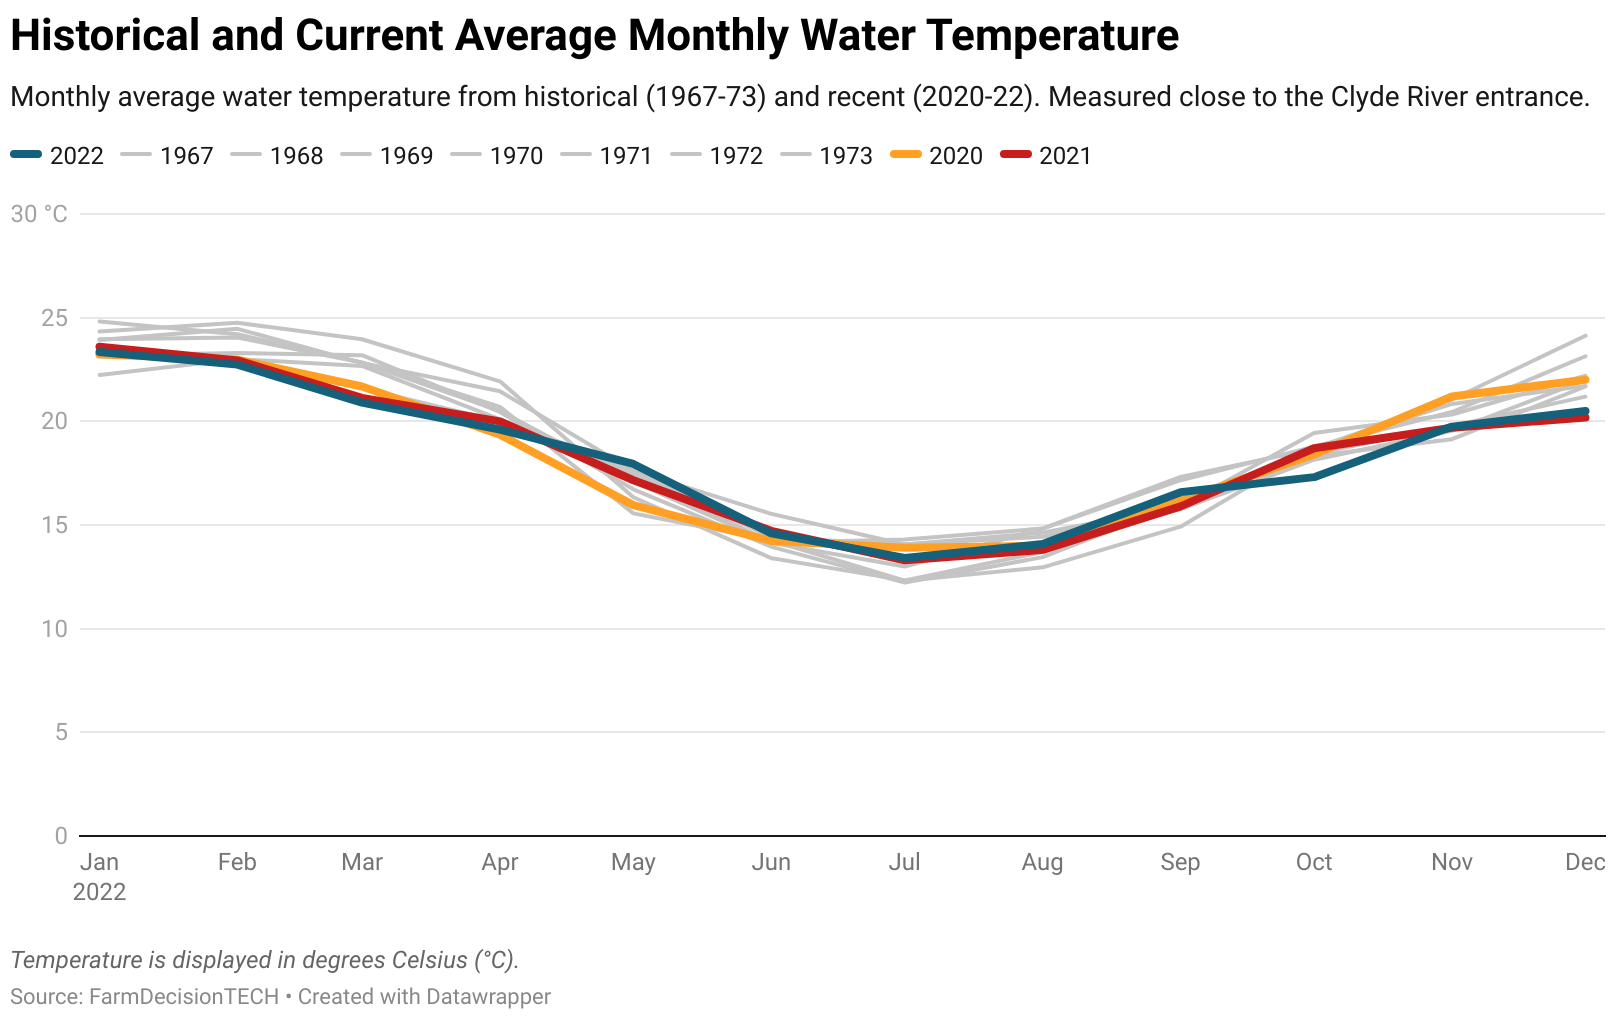 Historical and Current Average Monthly Water Temperature
Monthly average water temperature from historical (1967-73) and recent (2020-22). Measured close to the Clyde River entrance.
2022 1967 1968 1969 1970 1971 1972 1973 2020 2021
30 °C
25
20
15
10
5
0
Jan Feb Mar Apr May Jun Jul Aug Sep Oct Nov Dec
2022
Temperature is displayed in degrees Celsius (°C).
Source: FarmDecisionTECH • Created with Datawrapper